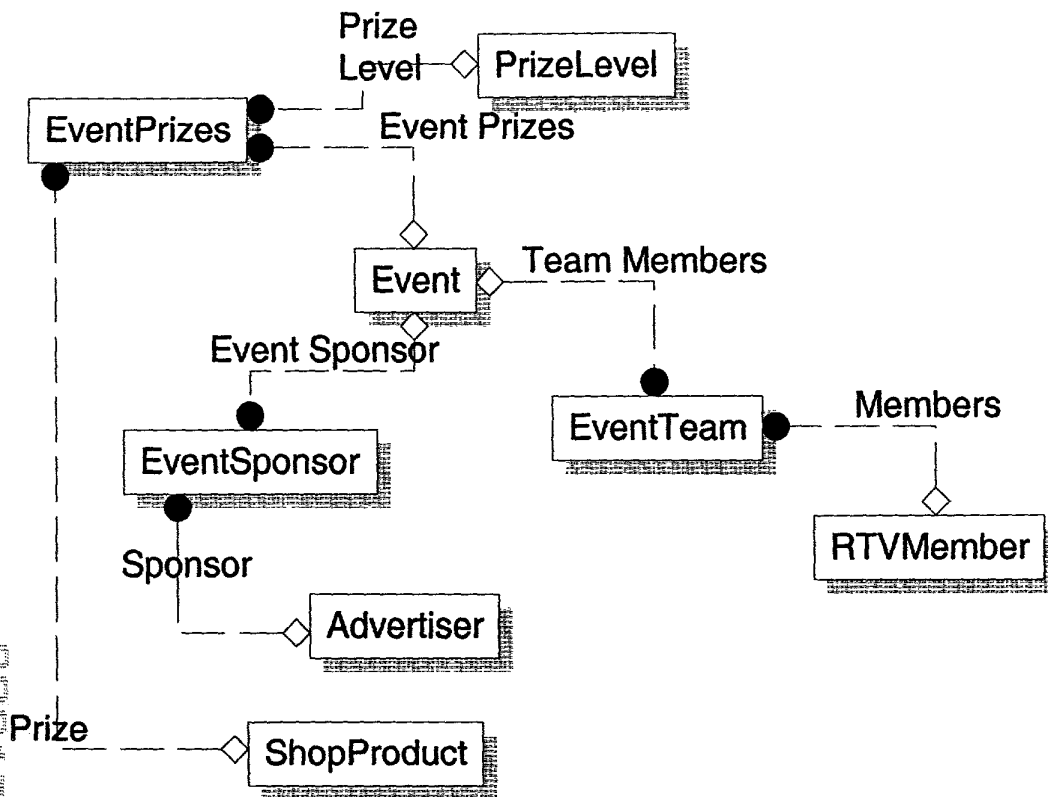 Prize
Level
PrizeLevel
EventPrizes
Event Prizes
Event
Team Members
Event Sponsor
EventTeam
Members
EventSponsor
RTVMember
Sponsor
Advertiser
Prize
ShopProduct